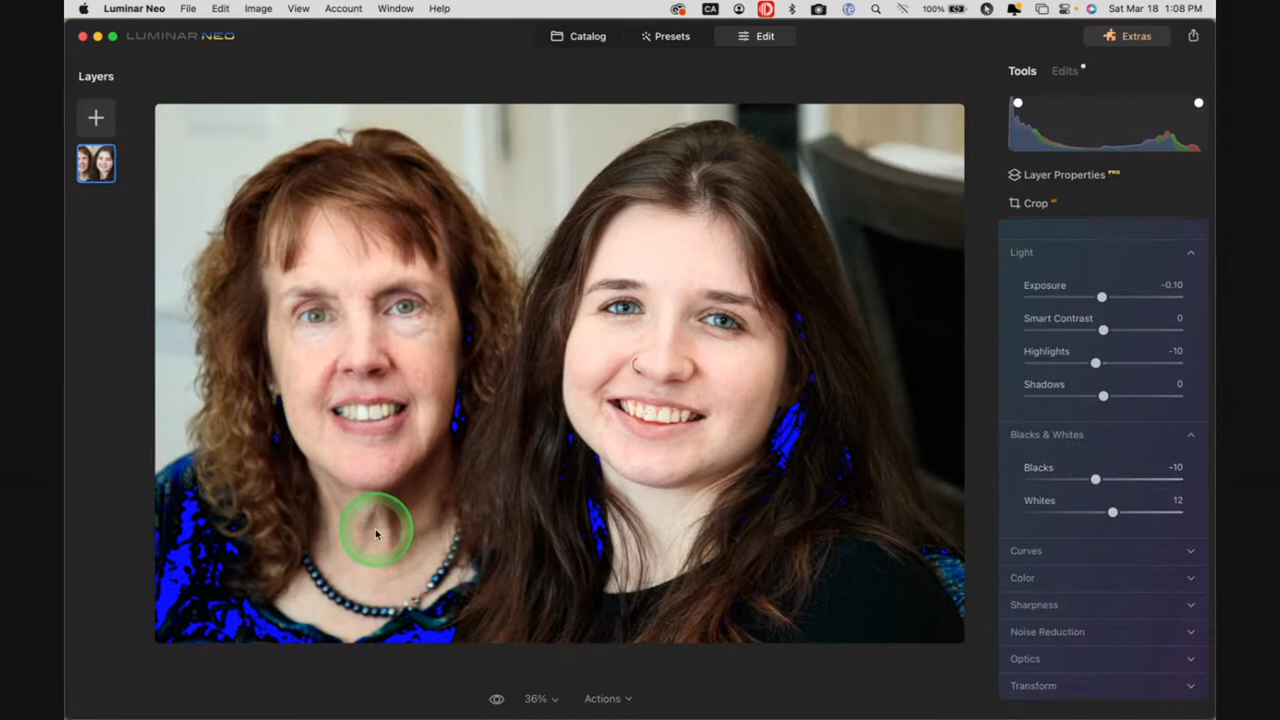 Luminar Neo File Edit Image View Account Window Help CA 100% Sat Mar 18 1:08 PM
LUMINAR NEO Catalog Presets Edit Extras
Layers
Tools Edits
Layer Properties PRO
Crop AI
Light
Exposure -0.10
Smart Contrast 0
Highlights -10
Shadows 0
Blacks & Whites
Blacks -10
Whites 12
Curves
Color
Sharpness
Noise Reduction
Optics
Transform
36% Actions